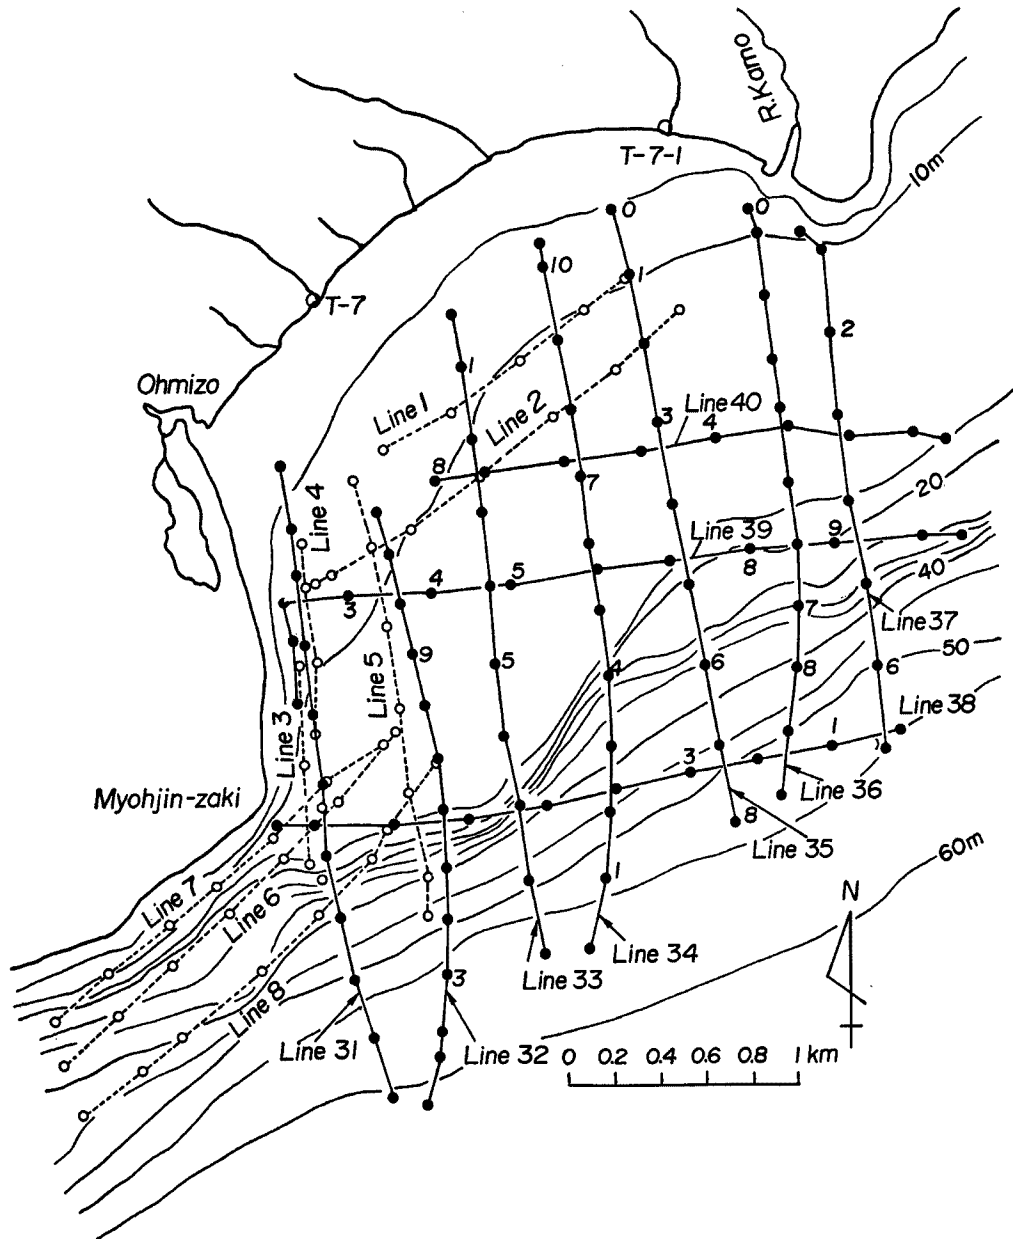 R.Kamo
T-7-1
10m
0
0
10
1
T-7
2
1
Ohmizo
Line 1
Line 2
Line 40
3
4
8
7
20
Line 4
Line 39
9
8
40
3
4
5
7
Line 37
9
5
4
6
8
6
50
Line 5
Line 3
Line 38
1
3
Myohjin-zaki
Line 36
8
Line 35
60m
1
N
Line 7
Line 6
Line 34
Line 33
3
Line 8
Line 31
Line 32
0 0.2 0.4 0.6 0.8 1 km